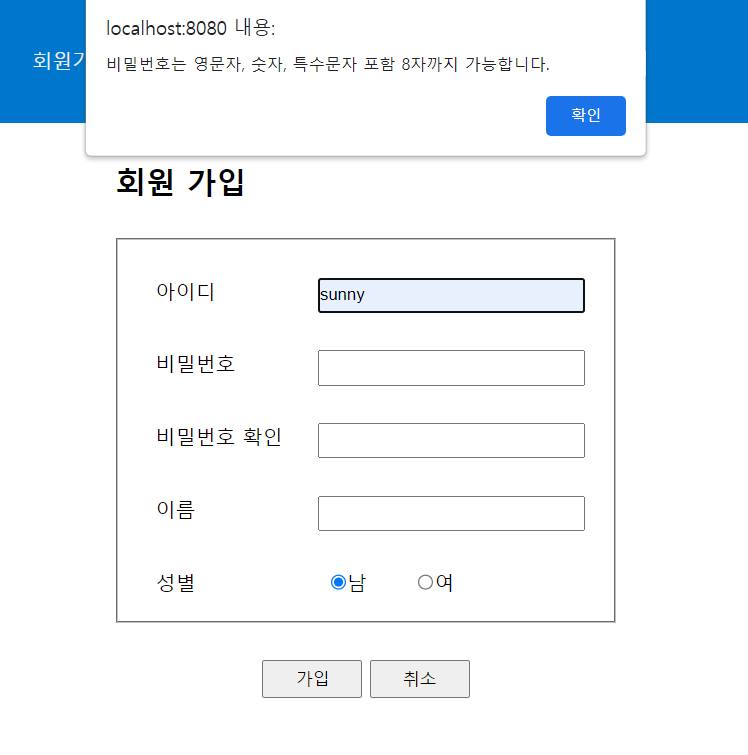 localhost:8080 내용:
비밀번호는 영문자, 숫자, 특수문자 포함 8자까지 가능합니다.
확인
회원가
회원 가입
아이디 sunny
비밀번호
비밀번호 확인
이름
성별 남 여
가입 취소